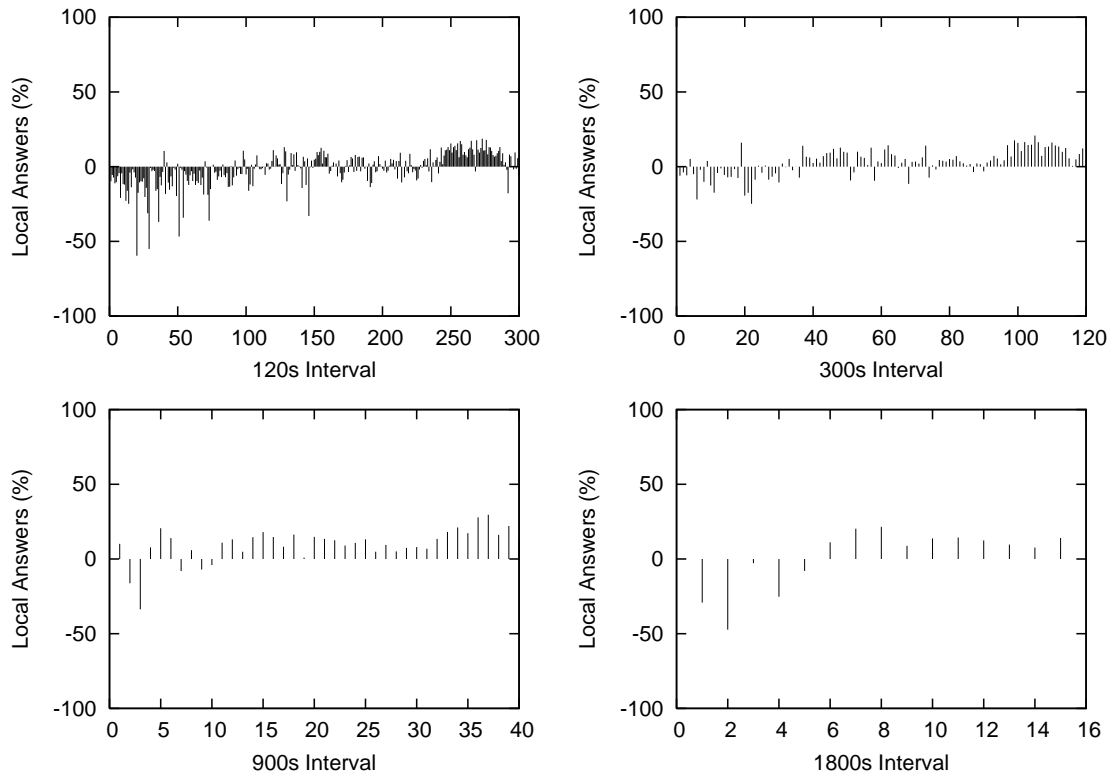 100
50
0
-50
-100
Local Answers (%)
0 50 100 150 200 250 300
120s Interval
100
50
0
-50
-100
Local Answers (%)
0 20 40 60 80 100 120
300s Interval
100
50
0
-50
-100
Local Answers (%)
0 5 10 15 20 25 30 35 40
900s Interval
100
50
0
-50
-100
Local Answers (%)
0 2 4 6 8 10 12 14 16
1800s Interval